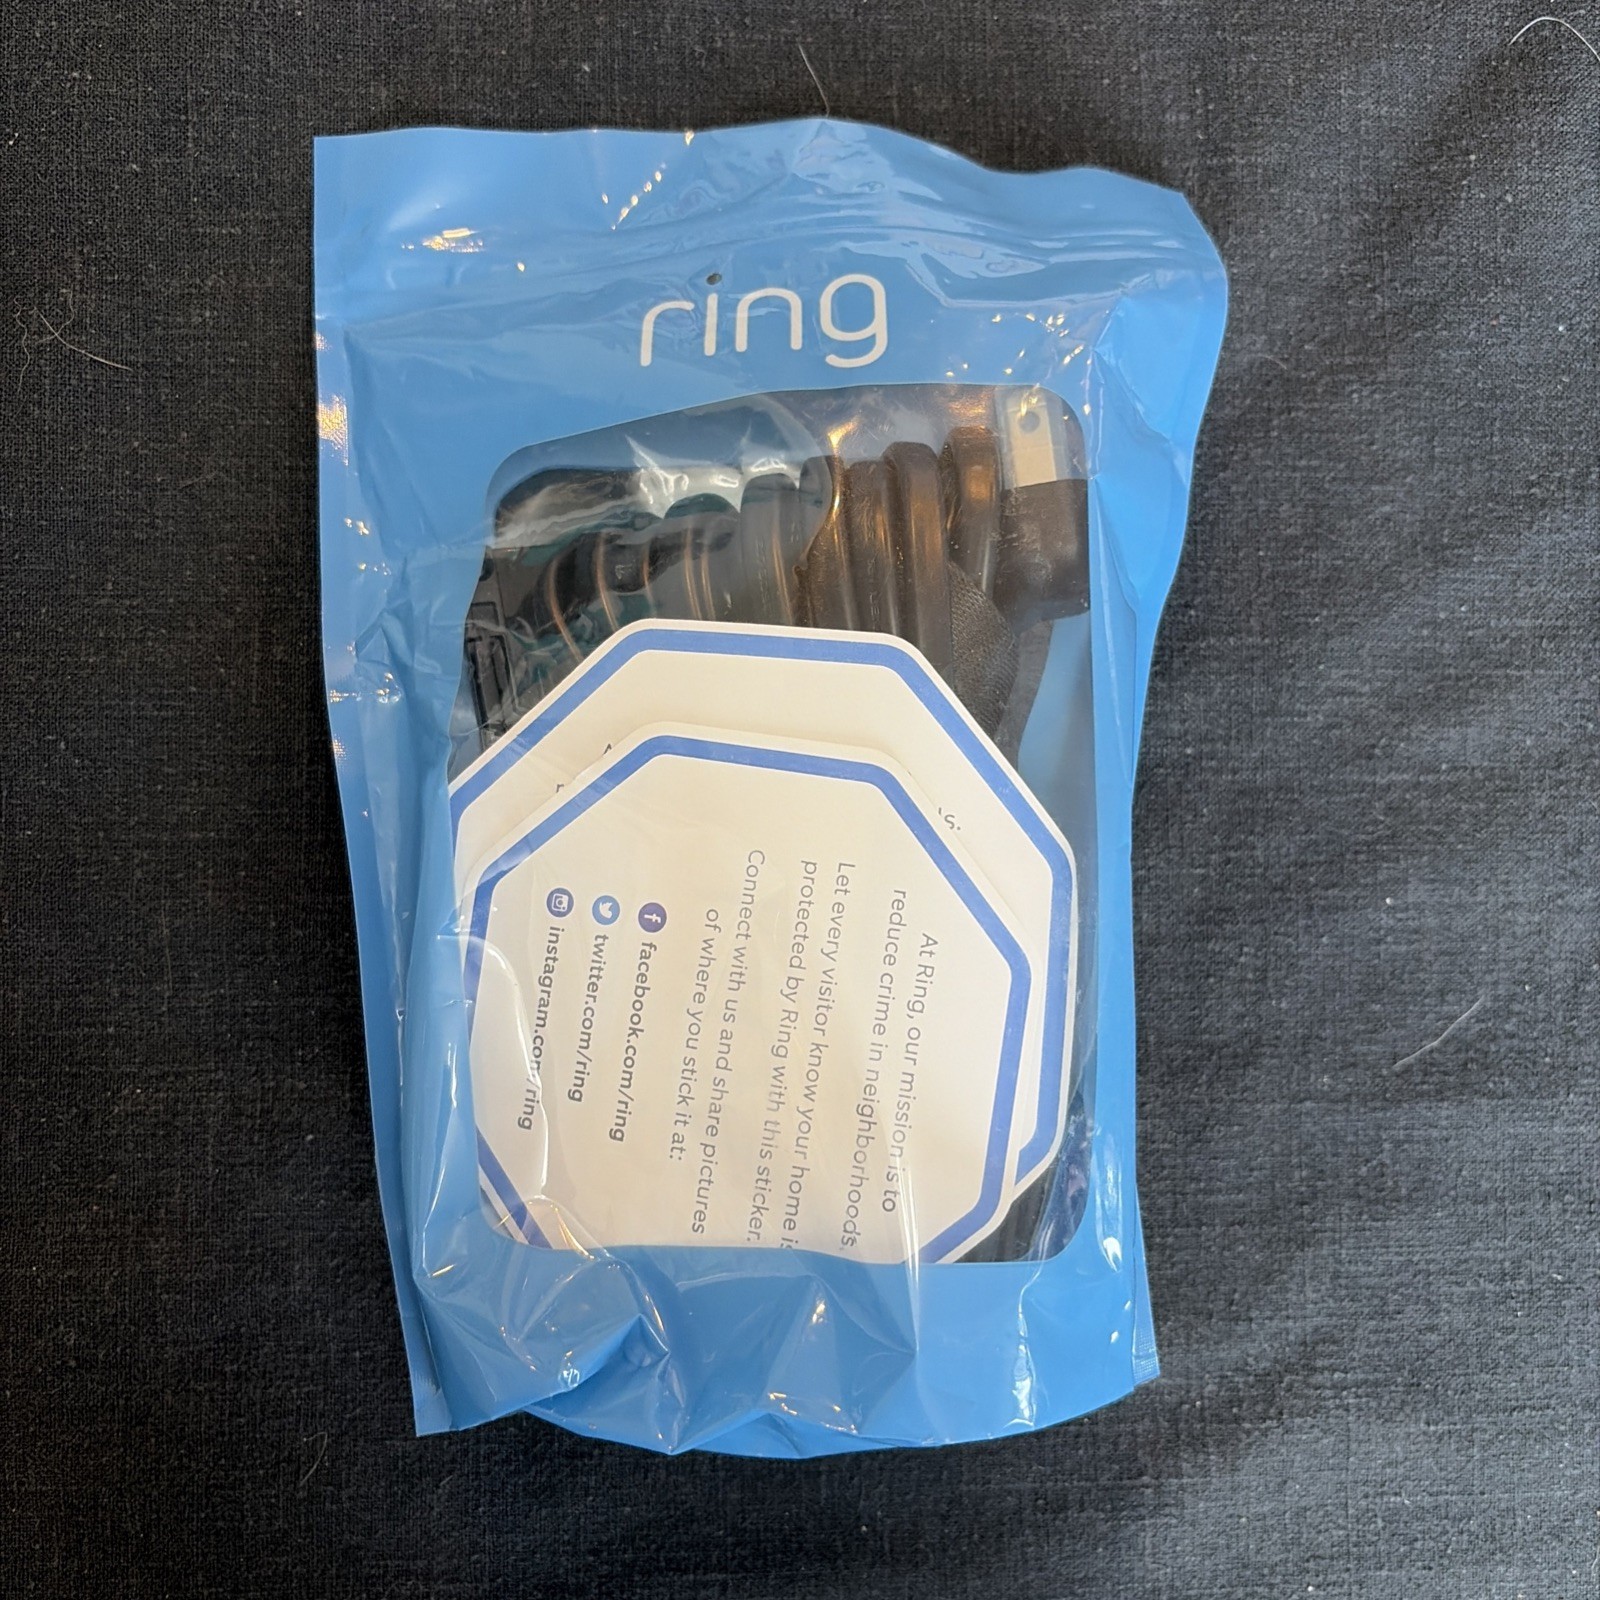 ring
At Ring, our mission is to
reduce crime in neighborhoods.
Let every visitor know your home is
protected by Ring with this sticker.
Connect with us and share pictures
of where you stick it at:
facebook.com/ring
twitter.com/ring
instagram.com/ring